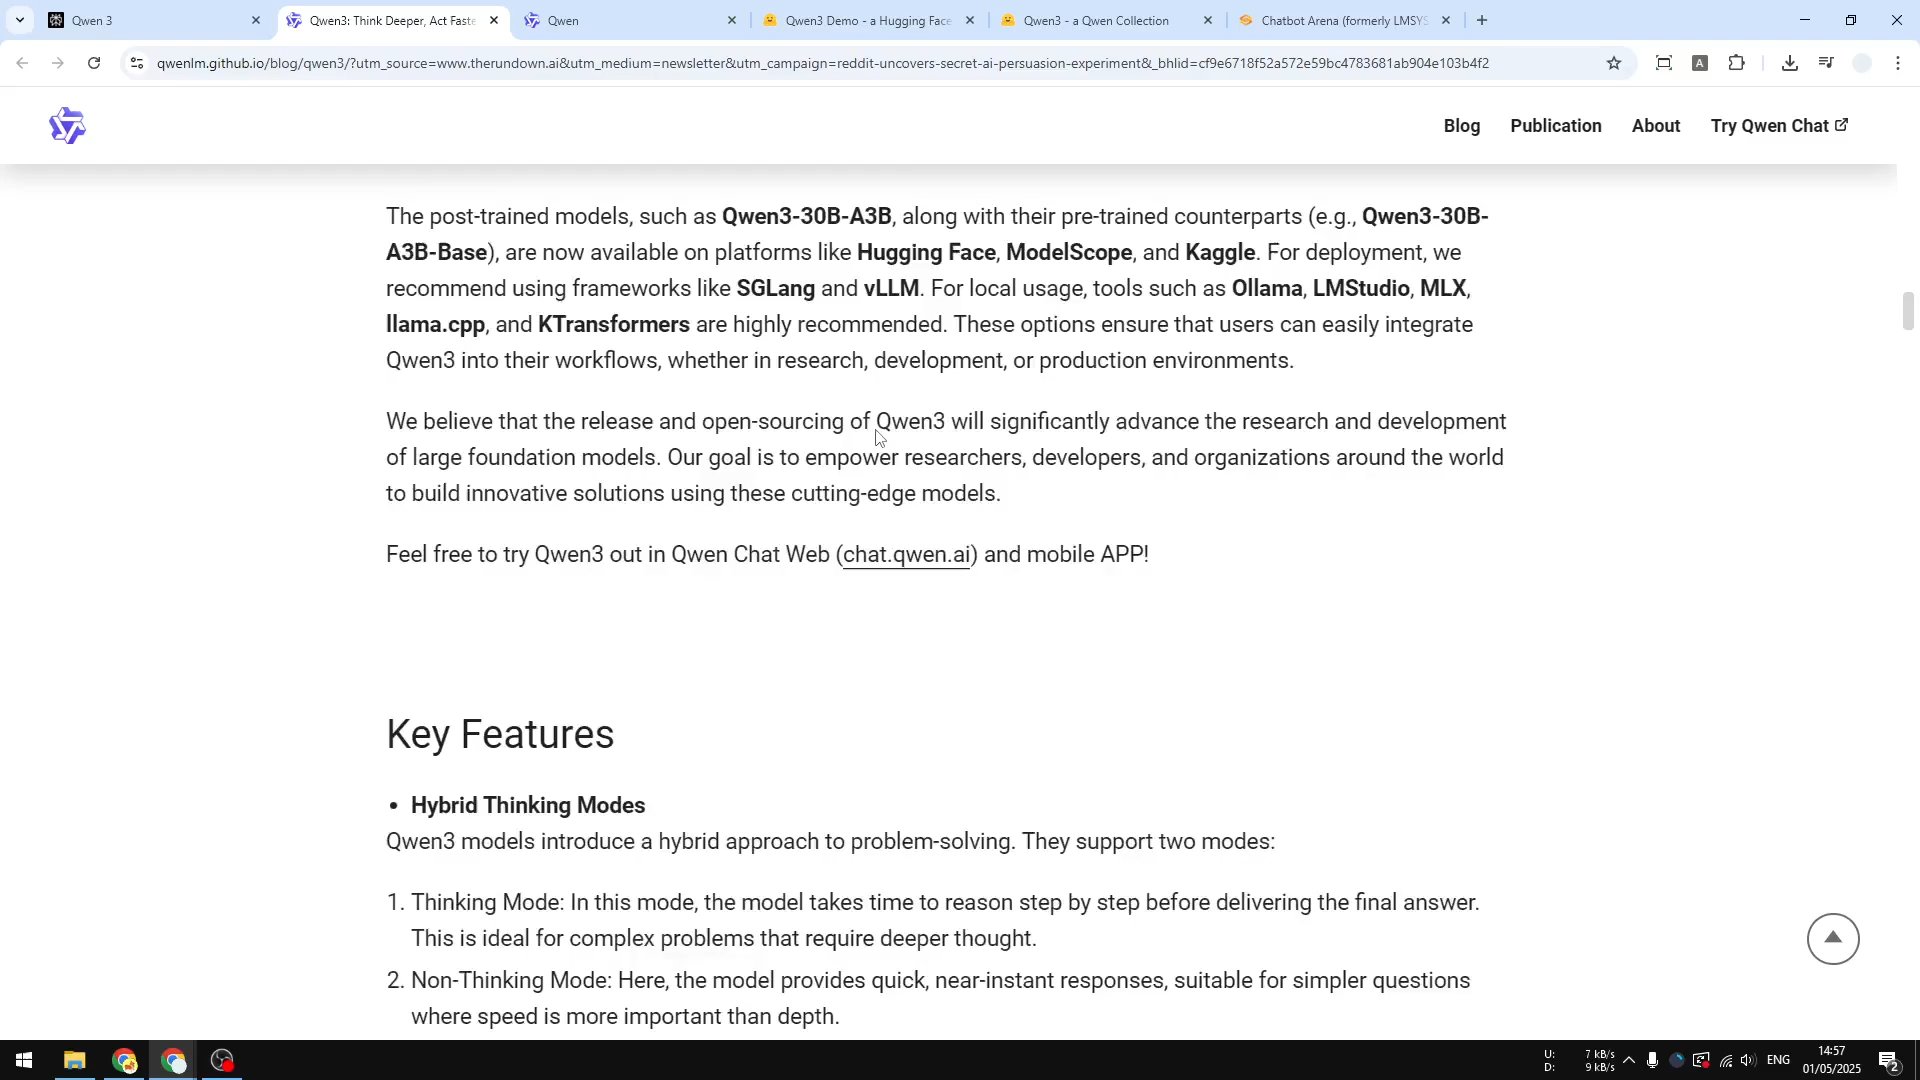 Qwen 3
Qwen3: Think Deeper, Act Faste
Qwen
Qwen3 Demo - a Hugging Face
Qwen3 - a Qwen Collection
Chatbot Arena (formerly LMSYS
qwenlm.github.io/blog/qwen3/?utm_source=www.therundown.ai&utm_medium=newsletter&utm_campaign=reddit-uncovers-secret-ai-persuasion-experiment&_bhlid=cf9e6718f52a572e59bc4783681ab904e103b4f2
A
Blog
Publication
About
Try Qwen Chat
The post-trained models, such as Qwen3-30B-A3B, along with their pre-trained counterparts (e.g., Qwen3-30B-
A3B-Base), are now available on platforms like Hugging Face, ModelScope, and Kaggle. For deployment, we
recommend using frameworks like SGLang and vLLM. For local usage, tools such as Ollama, LMStudio, MLX,
llama.cpp, and KTransformers are highly recommended. These options ensure that users can easily integrate
Qwen3 into their workflows, whether in research, development, or production environments.
We believe that the release and open-sourcing of Qwen3 will significantly advance the research and development
of large foundation models. Our goal is to empower researchers, developers, and organizations around the world
to build innovative solutions using these cutting-edge models.
Feel free to try Qwen3 out in Qwen Chat Web (chat.qwen.ai) and mobile APP!
Key Features
• Hybrid Thinking Modes
Qwen3 models introduce a hybrid approach to problem-solving. They support two modes:
1. Thinking Mode: In this mode, the model takes time to reason step by step before delivering the final answer.
This is ideal for complex problems that require deeper thought.
2. Non-Thinking Mode: Here, the model provides quick, near-instant responses, suitable for simpler questions
where speed is more important than depth.
U: 7 kB/s
D: 9 kB/s
ENG
14:57
01/05/2025
2